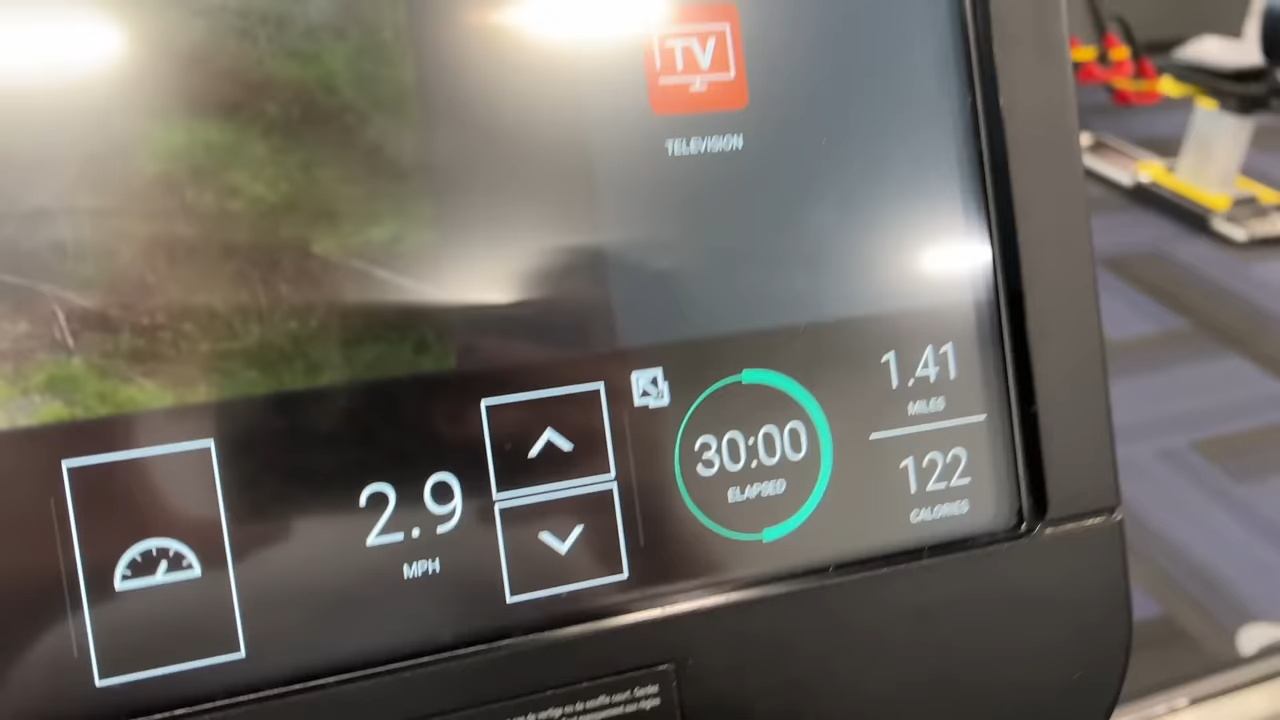 TV
TELEVISION
2.9
MPH
30:00
ELAPSED
1.41
MILES
122
CALORIES